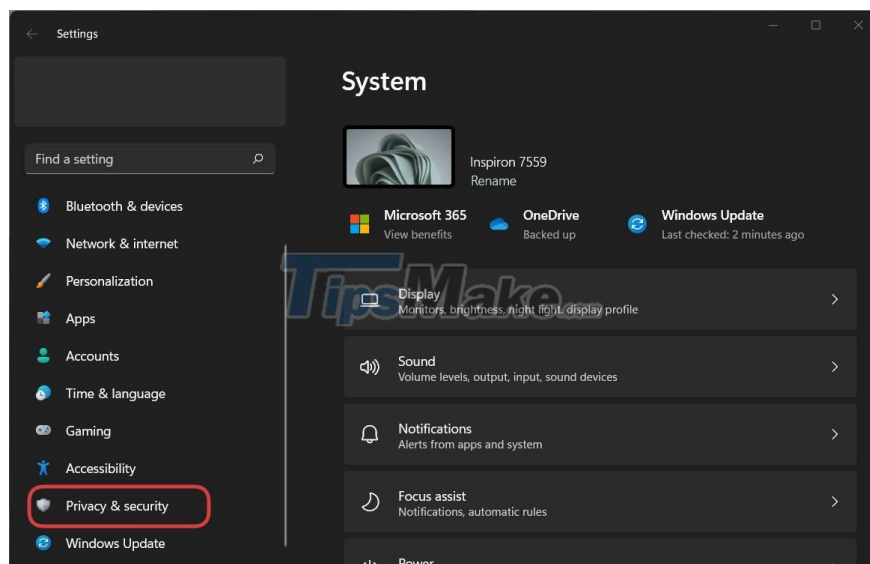 Settings
System
Inspiron 7559
Rename
Find a setting
Microsoft 365
View benefits
OneDrive
Backed up
Windows Update
Last checked: 2 minutes ago
Bluetooth & devices
Network & internet
Personalization
Apps
Accounts
Time & language
Gaming
Accessibility
Privacy & security
Windows Update
TipsMake.com
Display
Monitors, brightness, night light, display profile
Sound
Volume levels, output, input, sound devices
Notifications
Alerts from apps and system
Focus assist
Notifications, automatic rules
Power